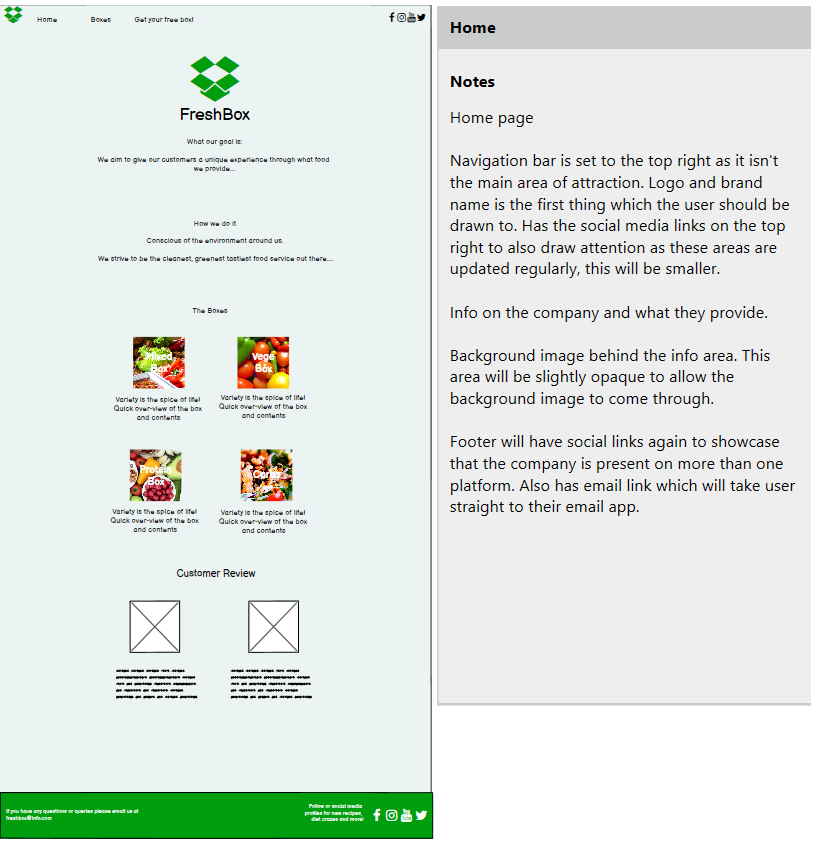 Home Boxes Get your free box!
FreshBox
What our goal is:
We aim to give our customers a unique experience through what food
we provide...
How we do it
Conscious of the environment around us.
We strive to be the cleanest, greenest tastiest food service out there....
The Boxes
Mixed
Box
Vege
Box
Variety is the spice of life!
Quick over-view of the box
and contents
Variety is the spice of life!
Quick over-view of the box
and contents
Protein
Box
Variety is the spice of life!
Quick over-view of the box
and contents
Variety is the spice of life!
Quick over-view of the box
and contents
Customer Review
If you have any questions or queries please email us at
freshbox@info.com
Follow or social media
profiles for new recipes,
diet crazes and more!
Home
Notes
Home page
Navigation bar is set to the top right as it isn't
the main area of attraction. Logo and brand
name is the first thing which the user should be
drawn to. Has the social media links on the top
right to also draw attention as these areas are
updated regularly, this will be smaller.
Info on the company and what they provide.
Background image behind the info area. This
area will be slightly opaque to allow the
background image to come through.
Footer will have social links again to showcase
that the company is present on more than one
platform. Also has email link which will take user
straight to their email app.